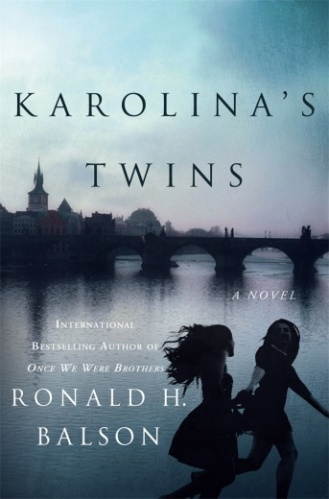 KAROLINA'S
TWINS
A NOVEL
INTERNATIONAL
BESTSELLING AUTHOR OF
ONCE WE WERE BROTHERS
RONALD H.
BALSON